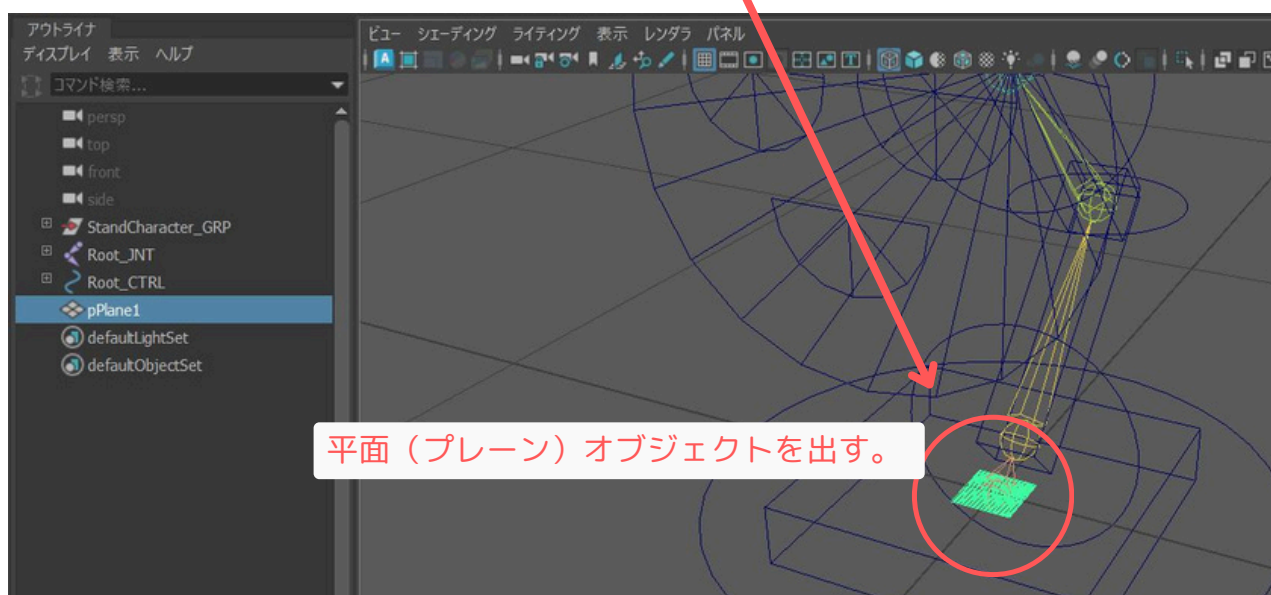 アウトライナ
ディスプレイ 表示 ヘルプ
コマンド検索...
persp
top
front
side
StandCharacter_GRP
Root_JNT
Root_CTRL
pPlane1
defaultLightSet
defaultObjectSet
ビュー シェーディング ライティング 表示 レンダラ パネル
平面（プレーン）オブジェクトを出す。